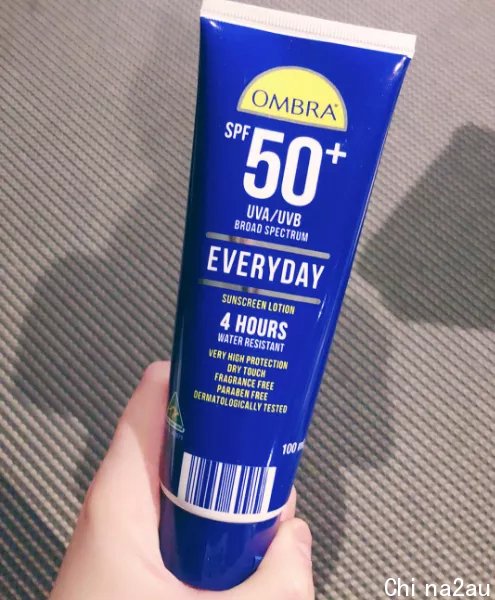 OMBRA®
SPF 50+
UVA/UVB
BROAD SPECTRUM
EVERYDAY
SUNSCREEN LOTION
4 HOURS
WATER RESISTANT
VERY HIGH PROTECTION
DRY TOUCH
FRAGRANCE FREE
PARABEN FREE
DERMATOLOGICALLY TESTED
100 m
Chi na2au